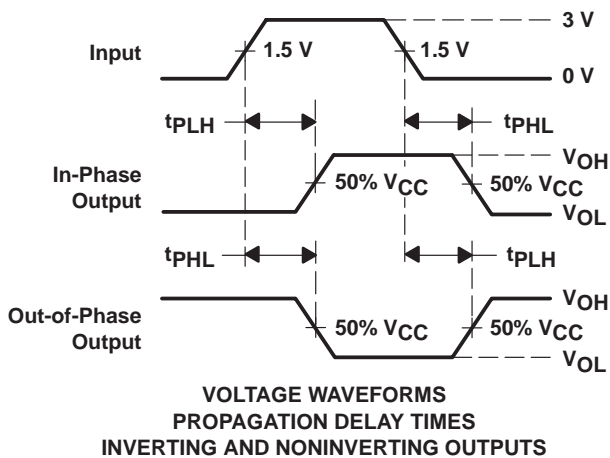 3 V
Input
1.5 V
1.5 V
0 V
tPLH
tPHL
VOH
In-Phase
Output
50% VCC
50% VCC
VOL
tPHL
tPLH
VOH
Out-of-Phase
Output
50% VCC
50% VCC
VOL
VOLTAGE WAVEFORMS
PROPAGATION DELAY TIMES
INVERTING AND NONINVERTING OUTPUTS